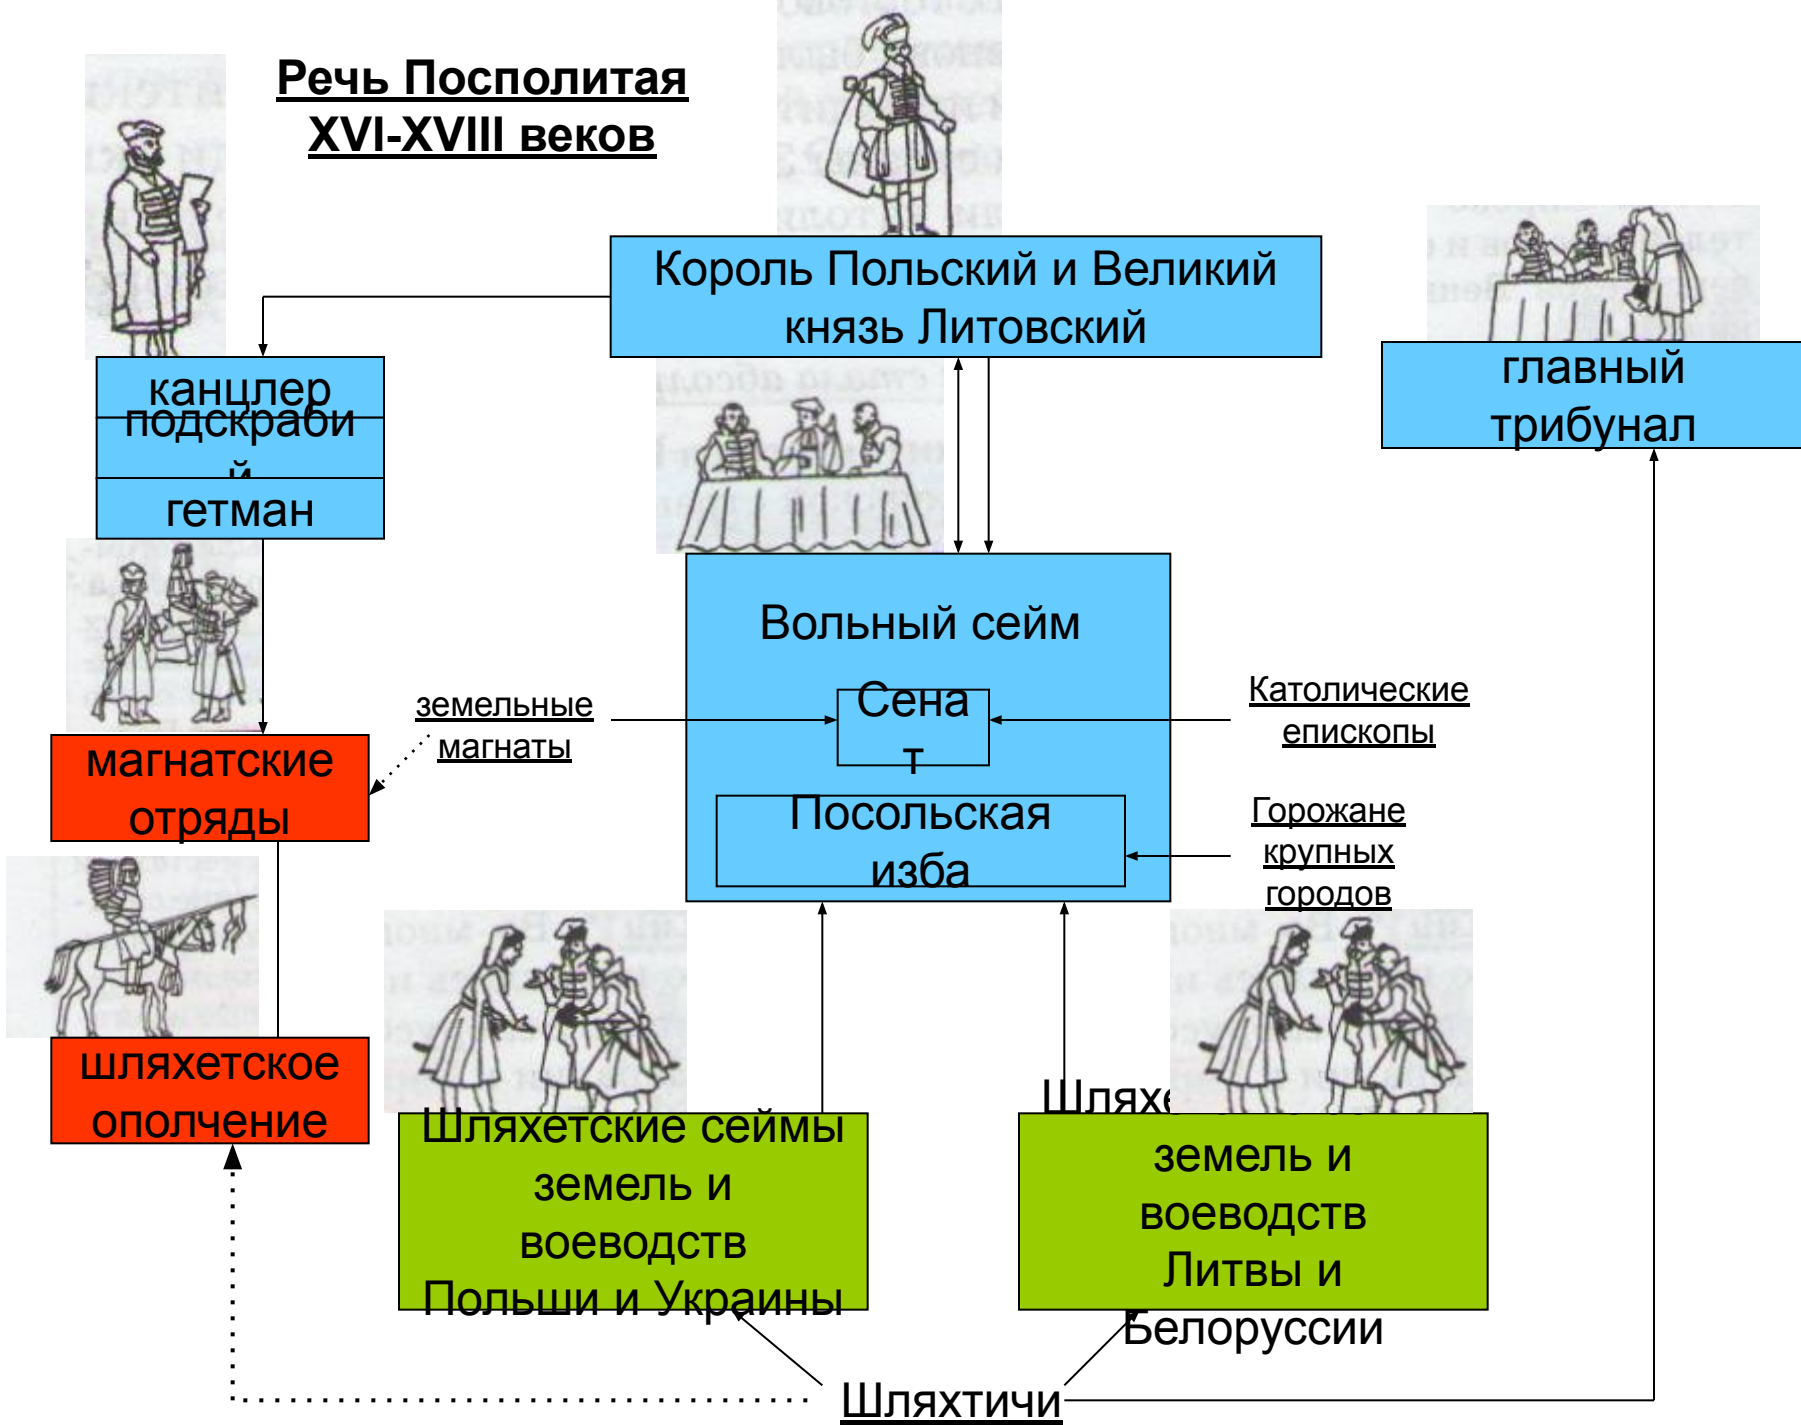 Речь Посполитая
XVI-XVIII веков
Король Польский и Великий
князь Литовский
канцлер
подскраби
й
гетман
главный
трибунал
Вольный сейм
Сена
т
Посольская
изба
земельные
магнаты
Католические
епископы
Горожане
крупных
городов
магнатские
отряды
шляхетское
ополчение
Шляхетские сеймы
земель и
воеводств
Польши и Украины
земель и
воеводств
Литвы и
Белоруссии
Шляхтичи